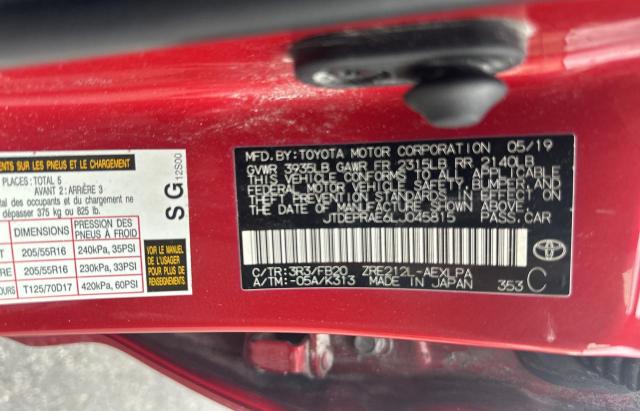 ENTS SUR LES PNEUS ET LE CHARGEMENT
PLACES: TOTAL 5
AVANT 2: ARRIÈRE 3
des occupants et du chargement ne
dépasser 375 kg ou 825 lb.
DIMENSIONS
PRESSION DES PNEUS À FROID
205/55R16
240kPa, 35PSI
RE
205/55R16
230kPa, 33PSI
OURS
T125/70D17
420kPa, 60PSI
VOIR LE MANUEL
DE L'USAGER
POUR PLUS DE
RENSEIGNEMENTS
SG12S00
MFD.BY:TOYOTA MOTOR CORPORATION 05/19
GVWR 3935LB GAWR FR 2315LB RR 2140LB
THIS VEHICLE CONFORMS TO ALL APPLICABLE
FEDERAL MOTOR VEHICLE SAFETY, BUMPER, AND
THEFT PREVENTION STANDARDS IN EFFECT ON
THE DATE OF MANUFACTURE SHOWN ABOVE.
JTDEPRAE6LJ045815 PASS.CAR
C/TR:3R3/FB20 ZRE212L-AEXLPA
A/TM:-05A/K313 MADE IN JAPAN 353 C
TOYOTA